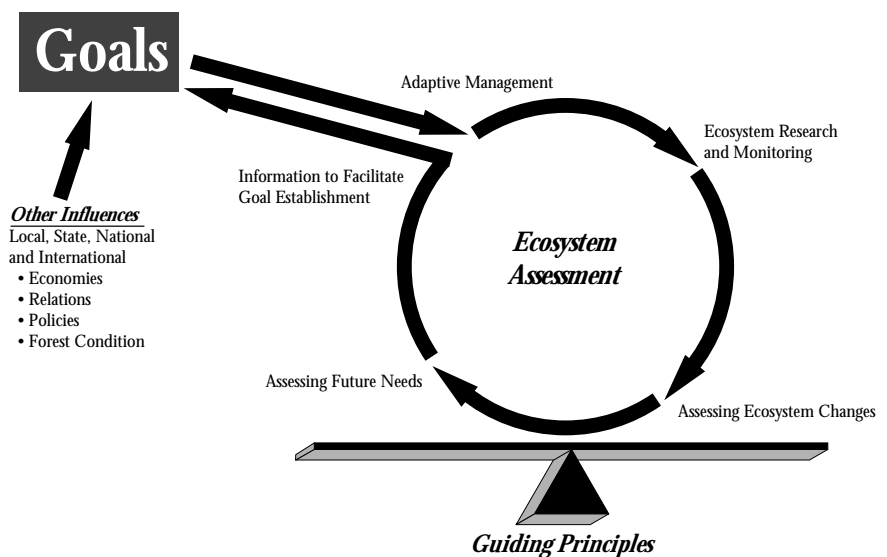 Goals
Adaptive Management
Ecosystem Research
and Monitoring
Information to Facilitate
Goal Establishment
Other Influences
Local, State, National
and International
• Economies
• Relations
• Policies
• Forest Condition
Ecosystem
Assessment
Assessing Future Needs
Assessing Ecosystem Changes
Guiding Principles